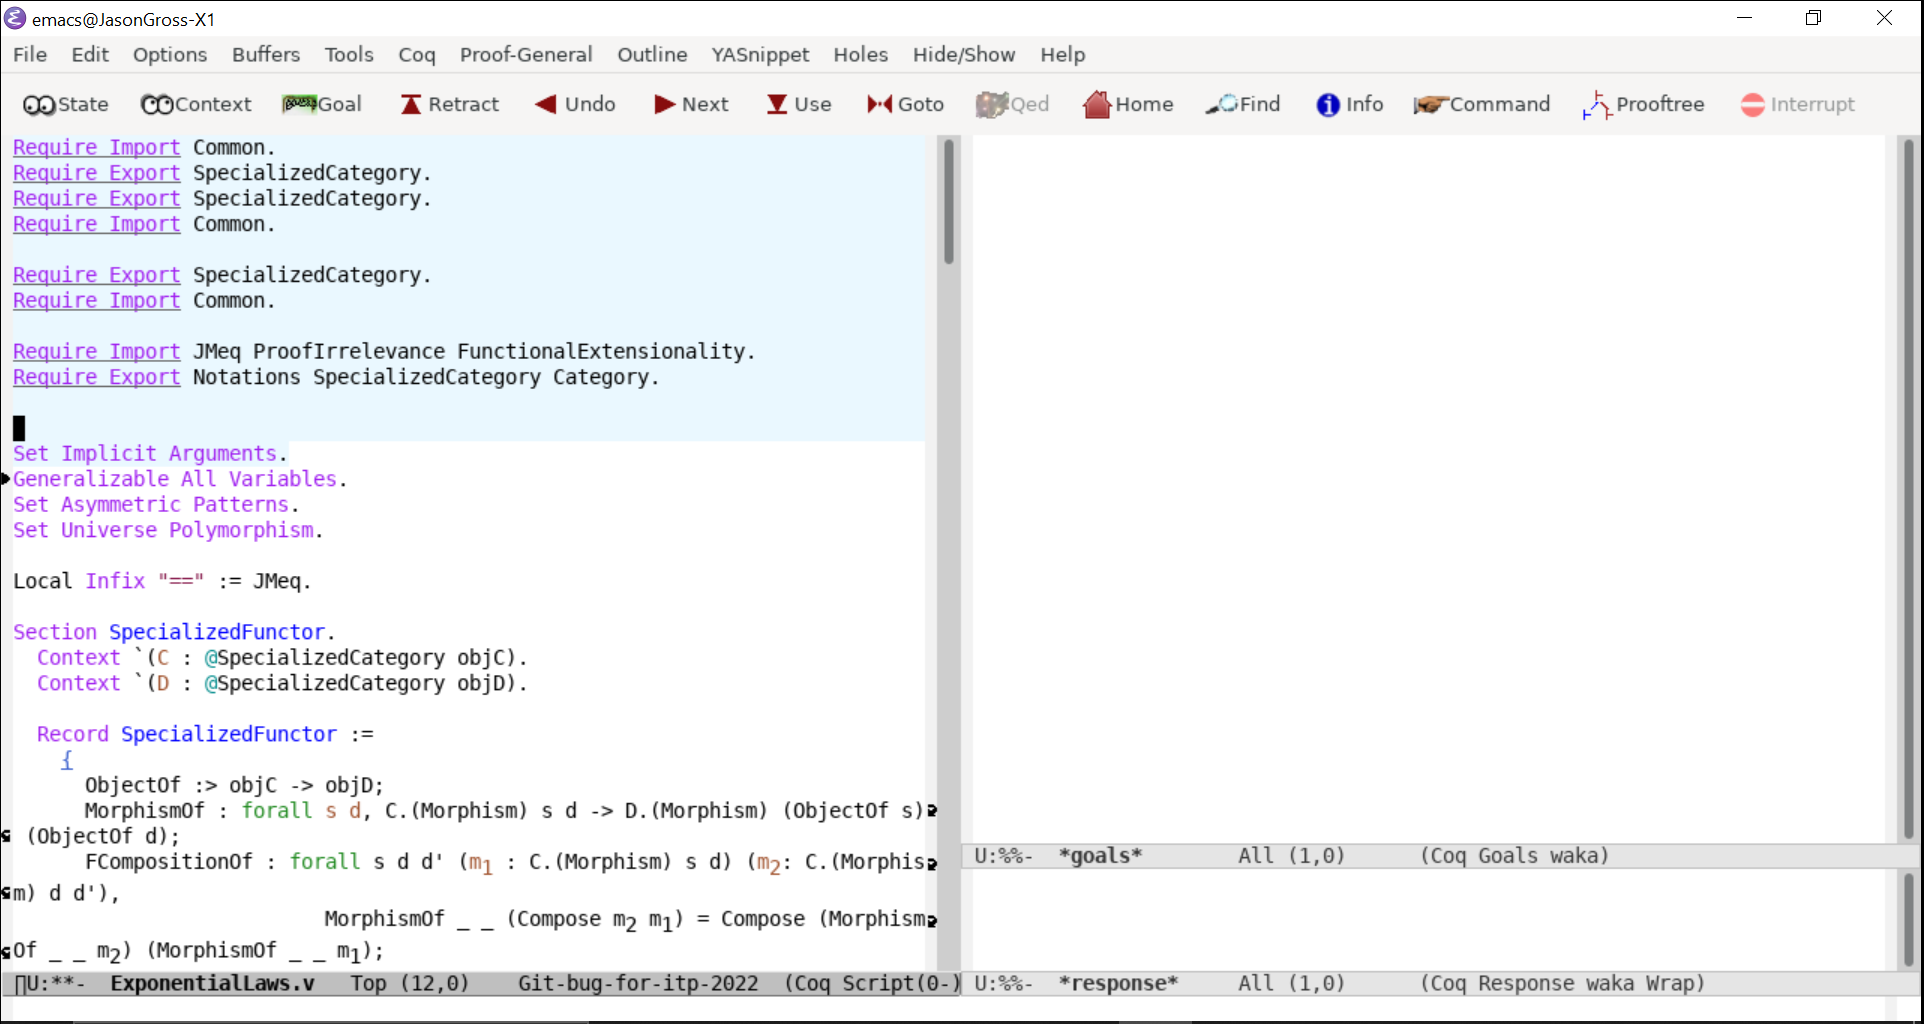 emacs@JasonGross-X1
File Edit Options Buffers Tools Coq Proof-General Outline YASnippet Holes Hide/Show Help
State Context Goal Retract Undo Next Use Goto Qed Home Find Info Command Prooftree Interrupt
Require Import Common.
Require Export SpecializedCategory.
Require Export SpecializedCategory.
Require Import Common.
Require Export SpecializedCategory.
Require Import Common.
Require Import JMeq ProofIrrelevance FunctionalExtensionality.
Require Export Notations SpecializedCategory Category.
Set Implicit Arguments.
Generalizable All Variables.
Set Asymmetric Patterns.
Set Universe Polymorphism.
Local Infix "==" := JMeq.
Section SpecializedFunctor.
Context `(C : @SpecializedCategory objC).
Context `(D : @SpecializedCategory objD).
Record SpecializedFunctor :=
{
ObjectOf :> objC -> objD;
MorphismOf : forall s d, C.(Morphism) s d -> D.(Morphism) (ObjectOf s)
(ObjectOf d);
FCompositionOf : forall s d d' (m₁ : C.(Morphism) s d) (m₂: C.(Morphis
m) d d'),
MorphismOf _ _ (Compose m₂ m₁) = Compose (Morphism
Of _ _ m₂) (MorphismOf _ _ m₁);
U:**- ExponentialLaws.v Top (12,0) Git-bug-for-itp-2022 (Coq Script(0-)
U:%%- *goals* All (1,0) (Coq Goals waka)
U:%%- *response* All (1,0) (Coq Response waka Wrap)